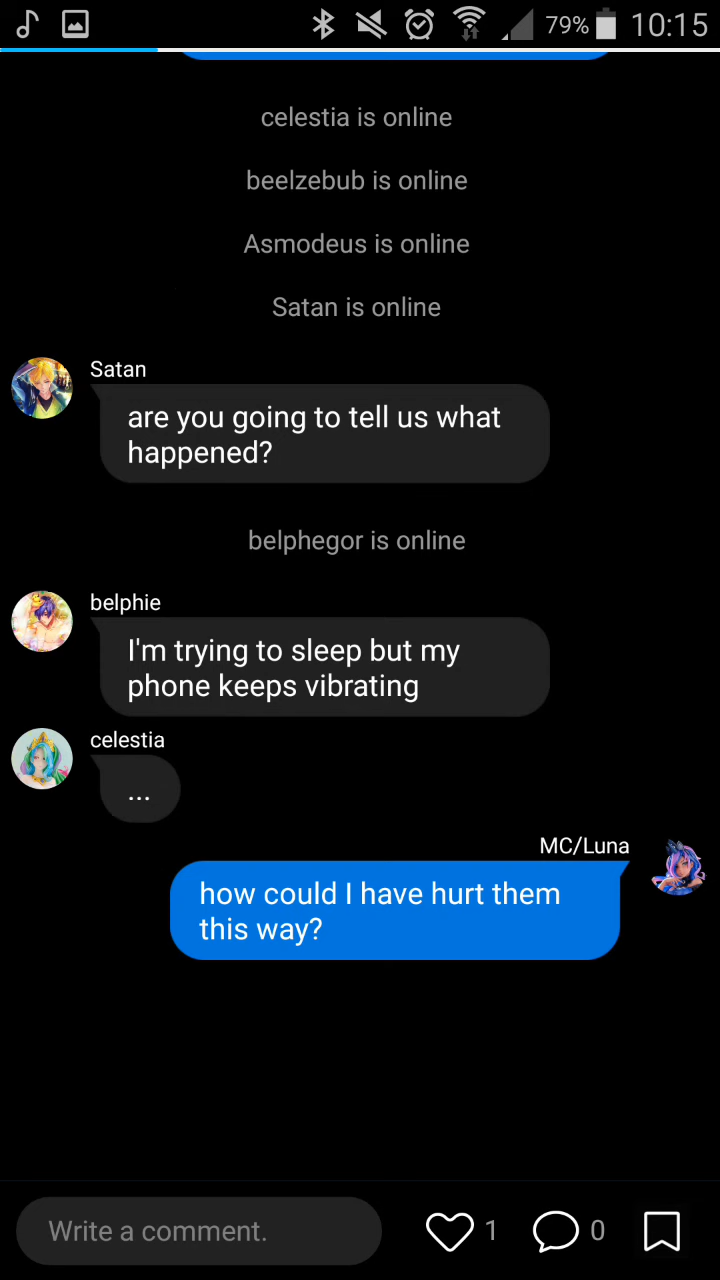 79% 10:15
celestia is online
beelzebub is online
Asmodeus is online
Satan is online
Satan
are you going to tell us what
happened?
belphegor is online
belphie
I'm trying to sleep but my
phone keeps vibrating
celestia
...
MC/Luna
how could I have hurt them
this way?
Write a comment. 1 0